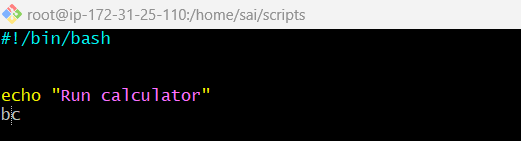 root@ip-172-31-25-110:/home/sai/scripts
#!/bin/bash
echo "Run calculator"
bc